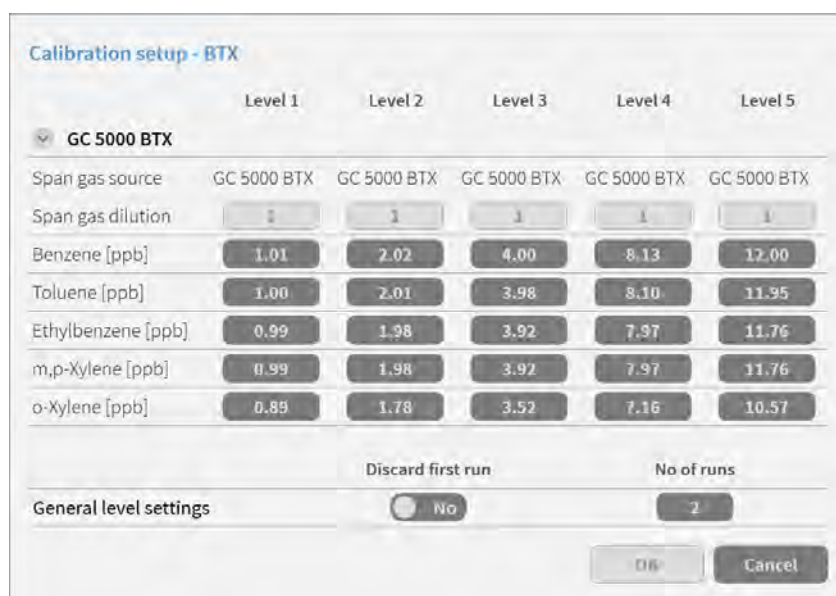 Calibration setup - BTX
Level 1 Level 2 Level 3 Level 4 Level 5
GC 5000 BTX
Span gas source GC 5000 BTX GC 5000 BTX GC 5000 BTX GC 5000 BTX GC 5000 BTX
Span gas dilution 1 1 1 1 1
Benzene [ppb] 1.01 2.02 4.00 8.13 12.00
Toluene [ppb] 1.00 2.01 3.98 8.10 11.95
Ethylbenzene [ppb] 0.99 1.98 3.92 7.97 11.76
m,p-Xylene [ppb] 0.99 1.98 3.92 7.97 11.76
o-Xylene [ppb] 0.89 1.78 3.52 7.16 10.57
Discard first run No of runs
General level settings No 2
OK Cancel